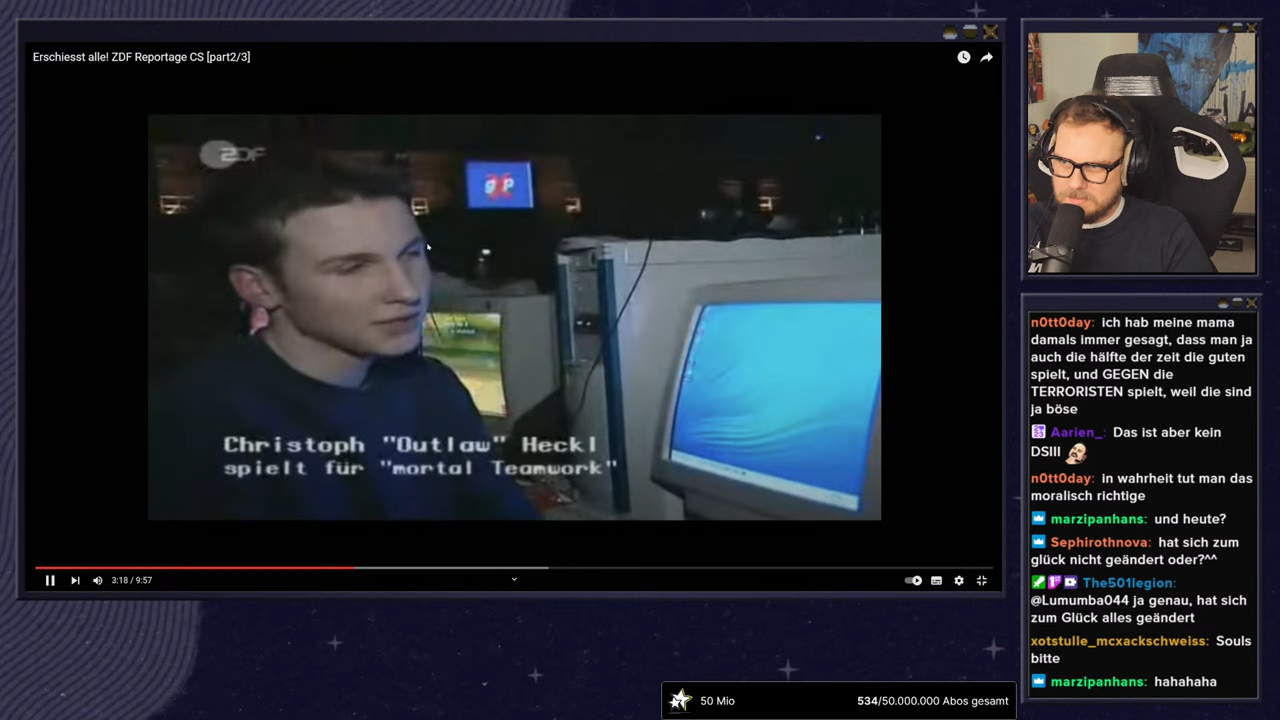 Erschiesst alle! ZDF Reportage CS [part2/3]
ZDF
Christoph "Outlaw" Heckl
spielt für "mortal Teamwork"
3:18 / 9:57
n0tt0day: ich hab meine mama
damals immer gesagt, dass man ja
auch die hälfte der zeit die guten
spielt, und GEGEN die
TERRORISTEN spielt, weil die sind
ja böse
Aarien_: Das ist aber kein
DSIII
n0tt0day: in wahrheit tut man das
moralisch richtige
marzipanhans: und heute?
Sephirothnova: hat sich zum
glück nicht geändert oder?^^
The501legion:
@Lumumba044 ja genau, hat sich
zum Glück alles geändert
xotstulle_mcxackschweiss: Souls
bitte
marzipanhans: hahahaha
50 Mio
534/50.000.000 Abos gesamt